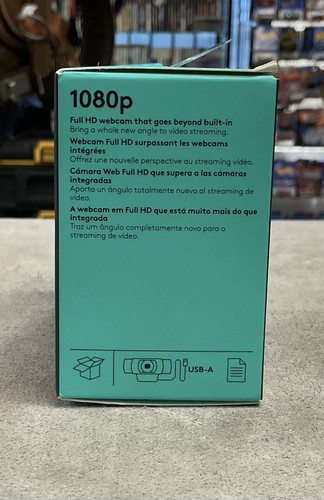 1080p
Full HD webcam that goes beyond built-in
Bring a whole new angle to video streaming.
Webcam Full HD surpassant les webcams
intégrées
Offrez une nouvelle perspective au streaming vidéo.
Cámara Web Full HD que supera a las cámaras
integradas
Aporta un ángulo totalmente nuevo al streaming de
vídeo.
A webcam em Full HD que está muito mais do que
integrada
Traz um ângulo completamente novo para o
streaming de vídeo.
USB-A